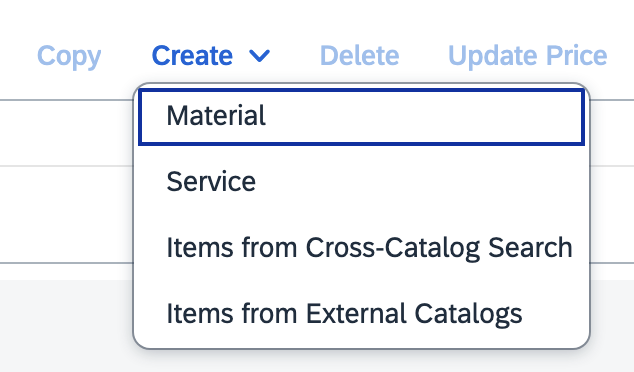 Copy Create Delete Update Price
Material
Service
Items from Cross-Catalog Search
Items from External Catalogs